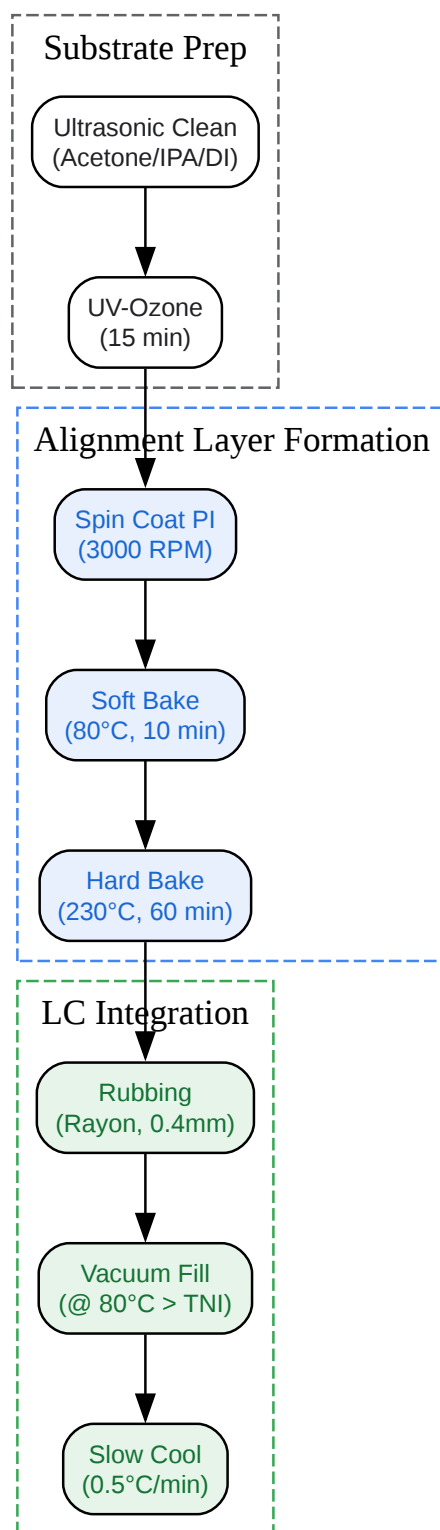 Substrate Prep
Ultrasonic Clean
(Acetone/IPA/DI)
UV-Ozone
(15 min)
Alignment Layer Formation
Spin Coat PI
(3000 RPM)
Soft Bake
(80°C, 10 min)
Hard Bake
(230°C, 60 min)
LC Integration
Rubbing
(Rayon, 0.4mm)
Vacuum Fill
(@ 80°C > TNI)
Slow Cool
(0.5°C/min)